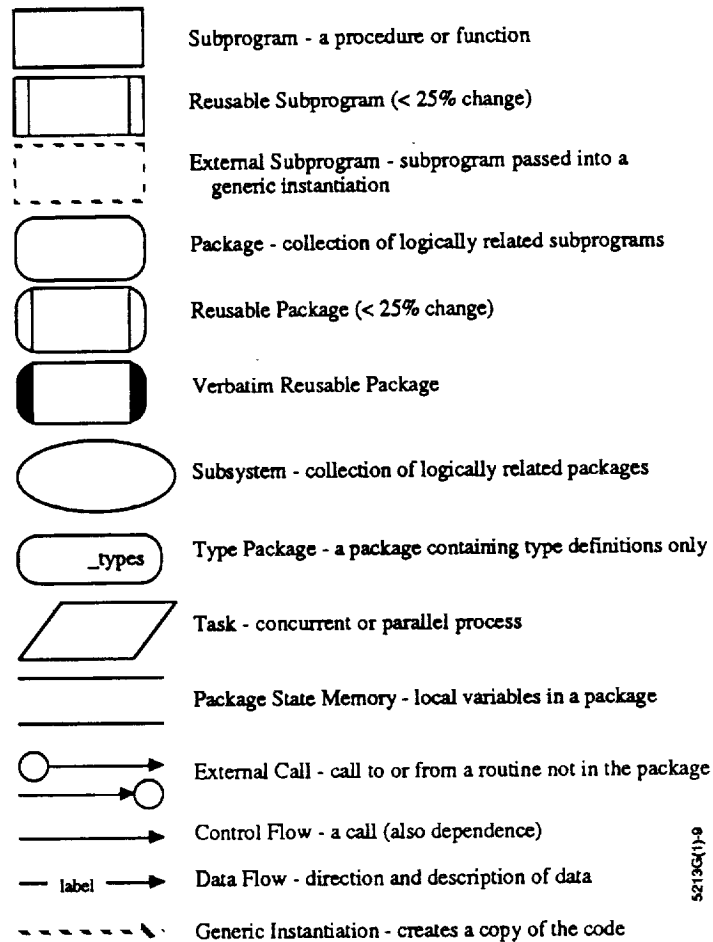 Subprogram - a procedure or function
Reusable Subprogram (< 25% change)
External Subprogram - subprogram passed into a
generic instantiation
Package - collection of logically related subprograms
Reusable Package (< 25% change)
Verbatim Reusable Package
Subsystem - collection of logically related packages
_types
Type Package - a package containing type definitions only
Task - concurrent or parallel process
Package State Memory - local variables in a package
External Call - call to or from a routine not in the package
Control Flow - a call (also dependence)
label
Data Flow - direction and description of data
Generic Instantiation - creates a copy of the code
5213G(1)-9